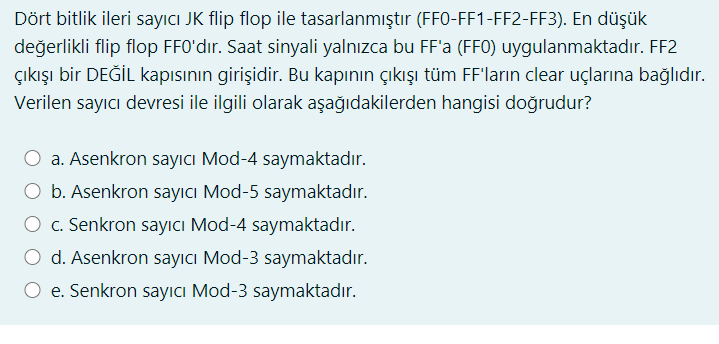 Dört bitlik ileri sayıcı JK flip flop ile tasarlanmıştır (FF0-FF1-FF2-FF3). En düşük
değerlikli flip flop FF0'dır. Saat sinyali yalnızca bu FF'a (FF0) uygulanmaktadır. FF2
çıkışı bir DEĞİL kapısının girişidir. Bu kapının çıkışı tüm FF'ların clear uçlarına bağlıdır.
Verilen sayıcı devresi ile ilgili olarak aşağıdakilerden hangisi doğrudur?
a. Asenkron sayıcı Mod-4 saymaktadır.
b. Asenkron sayıcı Mod-5 saymaktadır.
c. Senkron sayıcı Mod-4 saymaktadır.
d. Asenkron sayıcı Mod-3 saymaktadır.
e. Senkron sayıcı Mod-3 saymaktadır.